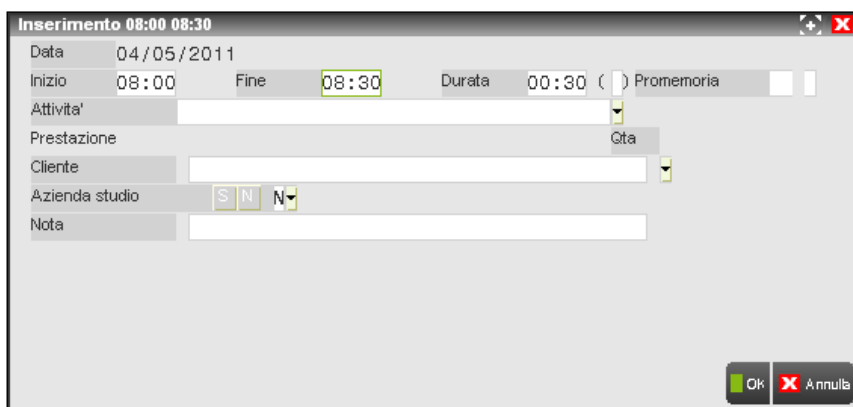 Inserimento 08:00 08:30
Data 04/05/2011
Inizio 08:00 Fine 08:30 Durata 00:30 ( ) Promemoria
Attivita'
Prestazione Qta
Cliente
Azienda studio S N N
Nota
Ok Annulla